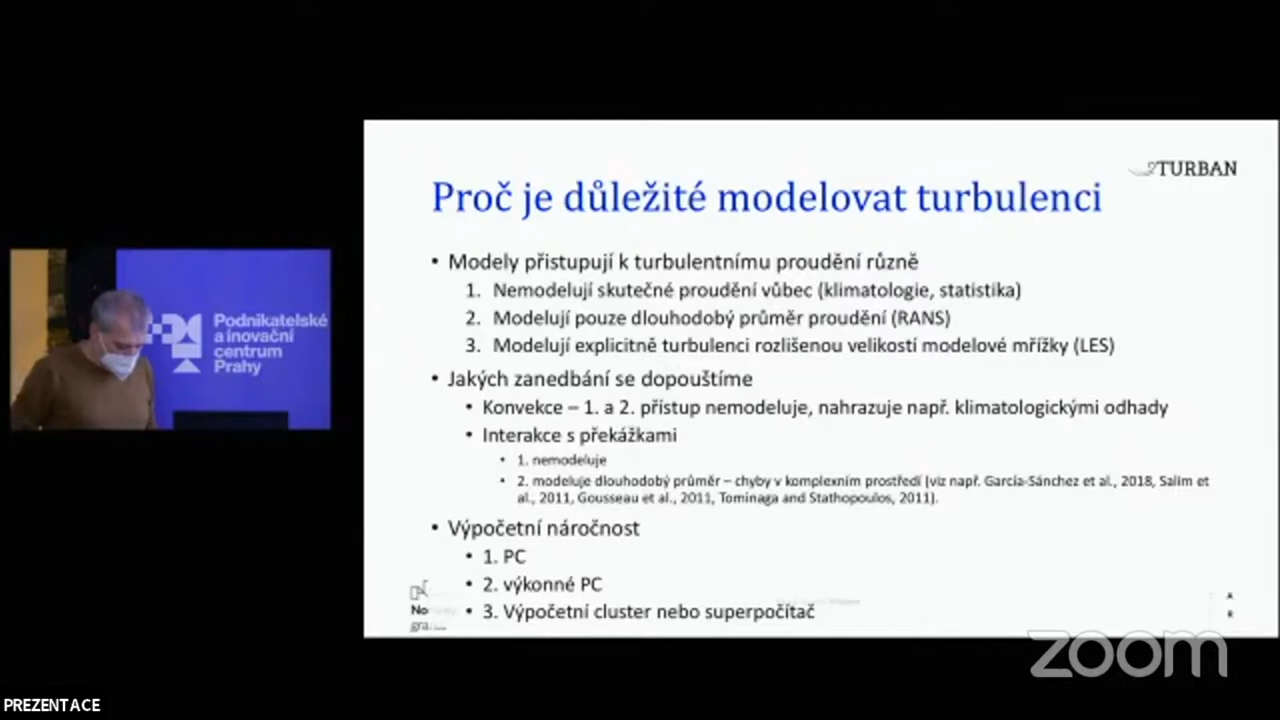 TURBAN
Proč je důležité modelovat turbulenci
• Modely přistupují k turbulentnímu proudění různě
1. Nemodelují skutečné proudění vůbec (klimatologie, statistika)
2. Modelují pouze dlouhodobý průměr proudění (RANS)
3. Modelují explicitně turbulenci rozlišenou velikostí modelové mřížky (LES)
• Jakých zanedbání se dopouštíme
• Konvekce – 1. a 2. přístup nemodeluje, nahrazuje např. klimatologickými odhady
• Interakce s překážkami
• 1. nemodeluje
• 2. modeluje dlouhodobý průměr – chyby v komplexním prostředí (viz např. García-Sánchez et al., 2018, Salim et
al., 2011, Gousseau et al., 2011, Tominaga and Stathopoulos, 2011).
• Výpočetní náročnost
• 1. PC
• 2. výkonné PC
• 3. Výpočetní cluster nebo superpočítač
Podnikatelské
a inovační
centrum
Prahy
No
gra
A
R
zoom
PREZENTACE